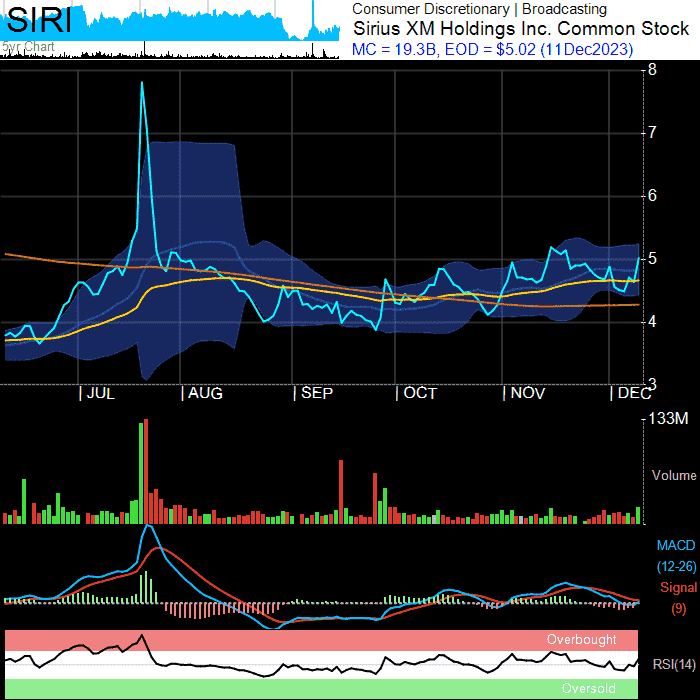 SIRI
5yr Chart
Consumer Discretionary | Broadcasting
Sirius XM Holdings Inc. Common Stock
MC = 19.3B, EOD = $5.02 (11Dec2023)
8
7
6
5
4
3
| JUL | AUG | SEP | OCT | NOV | DEC
133M
Volume
MACD
(12-26)
Signal
(9)
Overbought
RSI(14)
Oversold